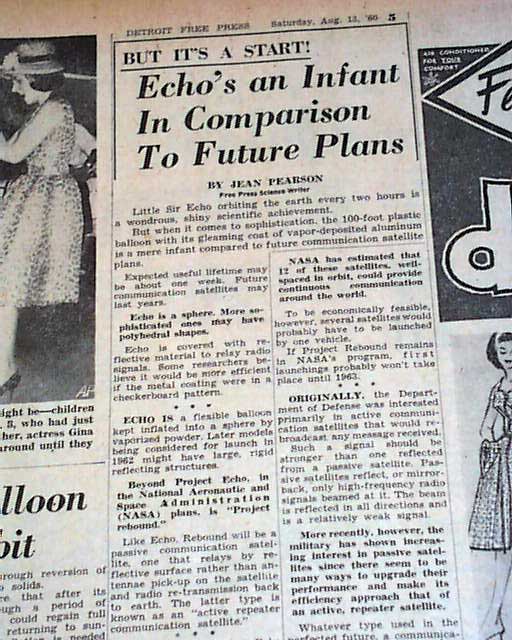 DETROIT FREE PRESS Saturday, Aug. 13, '60 5
BUT IT'S A START!
Echo's an Infant
In Comparison
To Future Plans
BY JEAN PEARSON
Free Press Science Writer
Little Sir Echo orbiting the earth every two hours is
a wondrous, shiny scientific achievement.
But when it comes to sophistication, the 100-foot plastic
balloon with its gleaming coat of vapor-deposited aluminum
is a mere infant compared to future communication satellite
plans.
Expected useful lifetime may
be about one week. Future
communication satellites may
last years.
Echo is a sphere. More so-
phisticated ones may have
polyhedral shapes.
Echo is covered with re-
flective material to relay radio
signals. Some researchers be-
lieve it would be more efficient
if the metal coating were in a
checkerboard pattern.
* * *
ECHO IS a flexible balloon
kept inflated into a sphere by
vaporized powder. Later models
being considered for launch in
1962 might have large, rigid
reflecting structures.
Beyond Project Echo, in
the National Aeronautic and
Space Administration
(NASA) plans, is "Project
rebound."
Like Echo, Rebound will be a
passive communication satel-
lite, one that relays by re-
flective surface rather than an-
tenna pick-up on the satellite
and radio re-transmission back
to earth. The latter type is
known as an "active repeater
communication satellite."
* * *
NASA has estimated that
12 of these satellites, well-
spaced in orbit, could provide
continuous communication
around the world.
To be economically feasible,
however, several satellites would
probably have to be launched
by one vehicle.
If Project Rebound remains
in NASA's program, first
launchings probably won't take
place until 1963.
* * *
ORIGINALLY, the Depart-
ment of Defense was interested
primarily in active communi-
cation satellites that would re-
broadcast any message received.
Such a signal should be
stronger than one reflected
from a passive satellite. Pas-
sive satellites reflect, or mirror-
back, only high-frequency radio
signals beamed at it. The beam
is reflected in all directions and
is a relatively weak signal.
More recently, however, the
military has shown increas-
ing interest in passive satel-
lites since there seem to be
many ways to upgrade their
performance and make its
efficiency approach that of
an active, repeater satellite.
Whatever type used in the
perfected future, a communica-
AP
ight be—children
8, who had just
her, actress Gina
around until they
alloon
bit
orough reversion of
o solids.
re that after its
ough a period of
could regain full
returning to sun-
ation is needed
AIR CONDITIONED
FOR YOUR
COMFORT
Fe
d